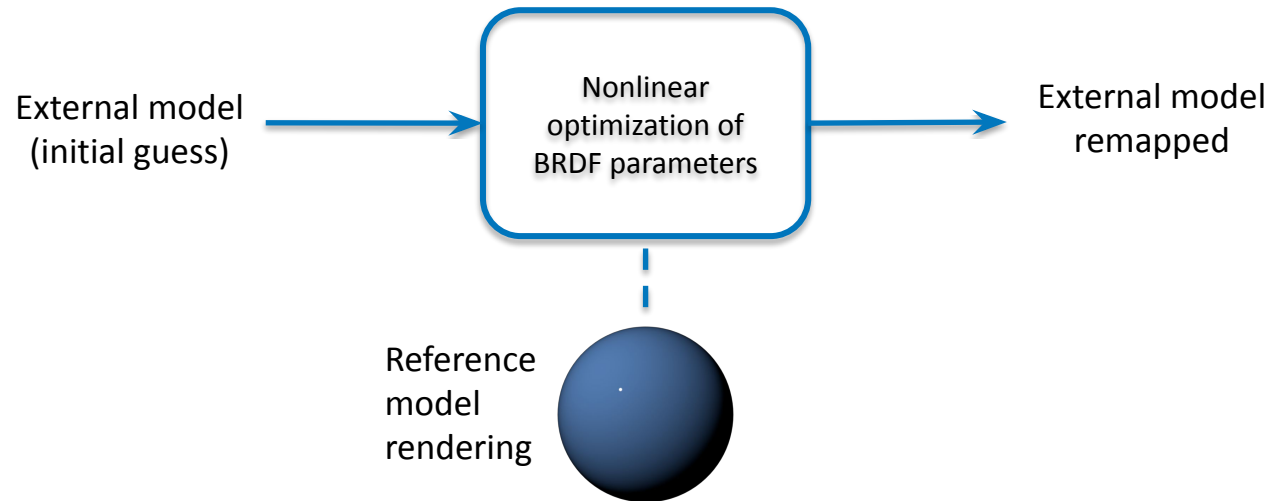 External model
(initial guess)
Nonlinear
optimization of
BRDF parameters
External model
remapped
Reference
model
rendering